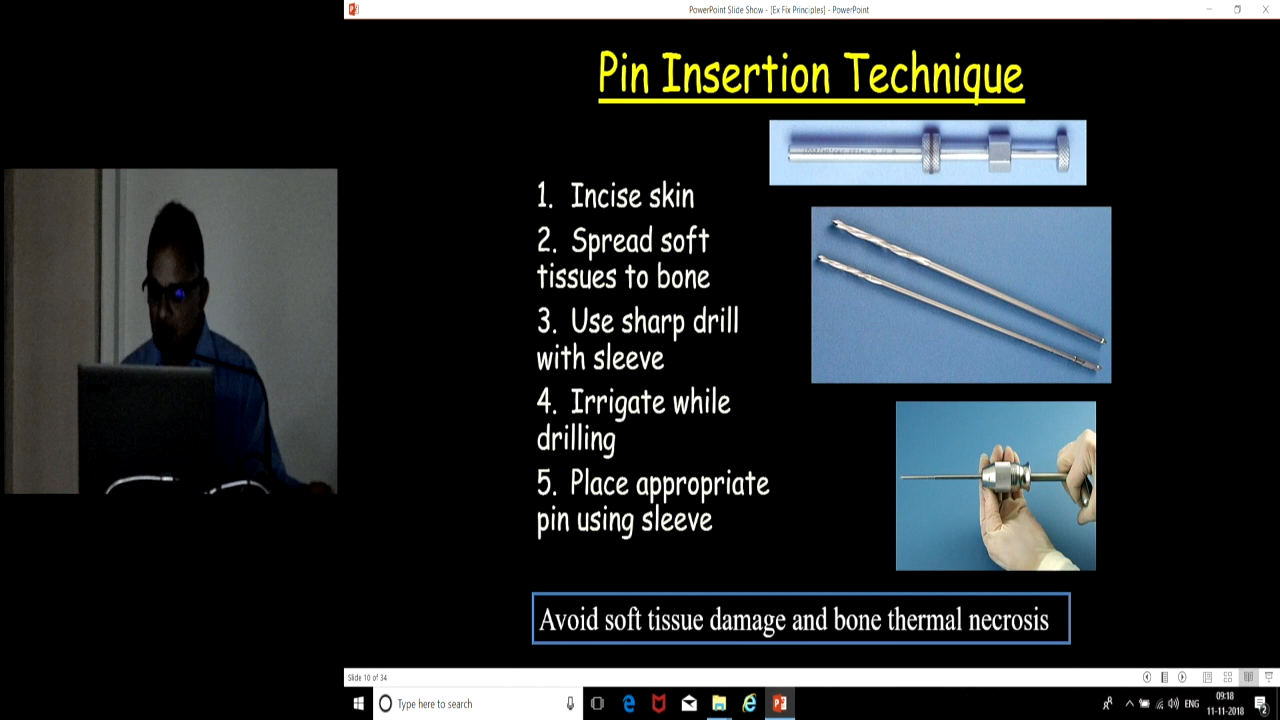 PowerPoint Slide Show - [Ex Fix Principles] - PowerPoint
Pin Insertion Technique
1. Incise skin
2. Spread soft
tissues to bone
3. Use sharp drill
with sleeve
4. Irrigate while
drilling
5. Place appropriate
pin using sleeve
Avoid soft tissue damage and bone thermal necrosis
Slide 10 of 34
Type here to search
ENG
09:18
11-11-2018
2